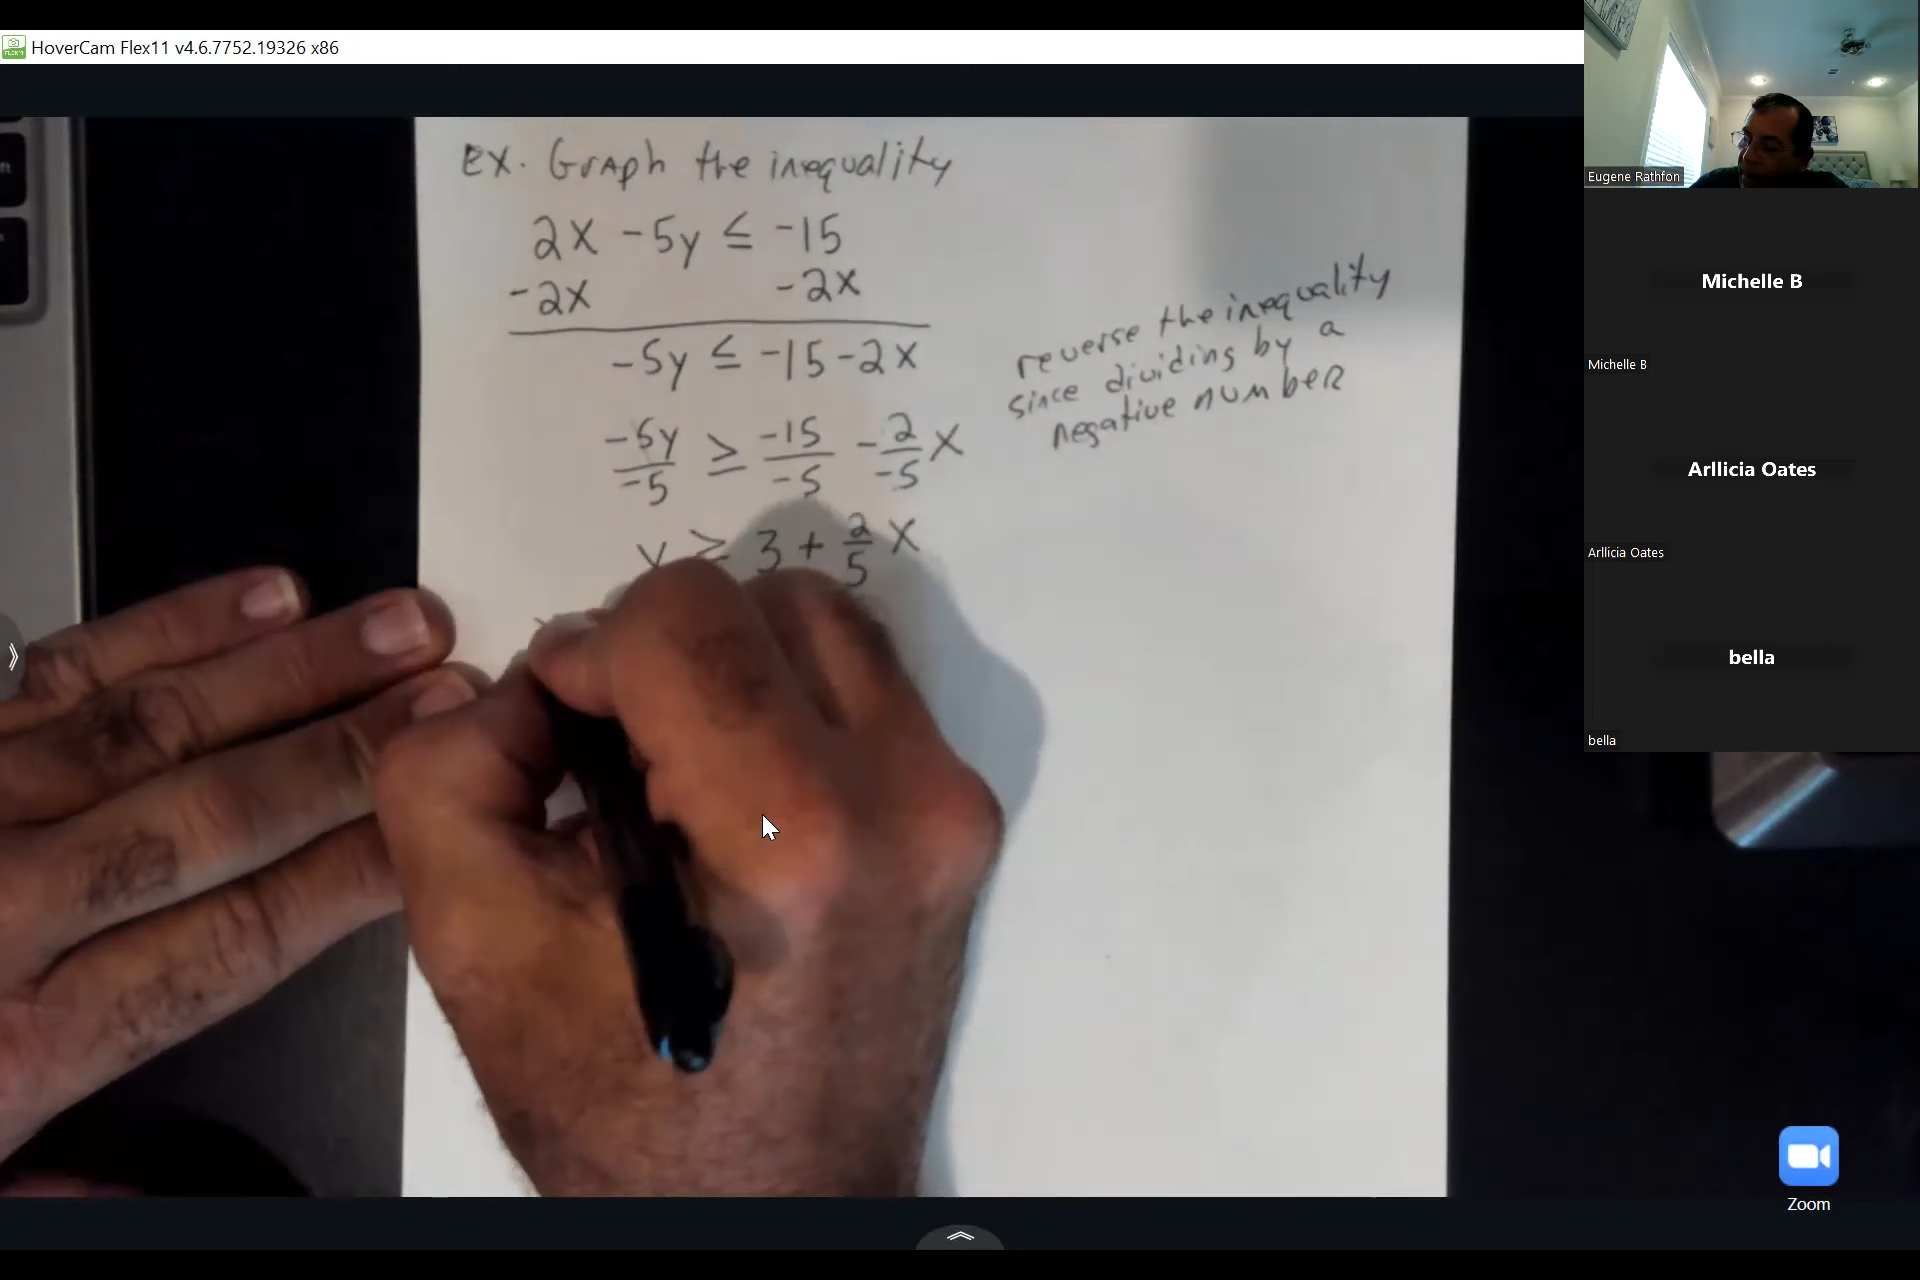 HoverCam Flex11 v4.6.7752.19326 x86
Ex. Graph the inequality
2x -5y ≤ -15
-2x -2x
-5y ≤ -15-2x
-5y/-5 ≥ -15/-5 -2/-5 x
y ≥ 3 + 2/5 x
reverse the inequality
since dividing by a
negative number
Eugene Rathfon
Michelle B
Michelle B
Arllicia Oates
Arllicia Oates
bella
bella
Zoom